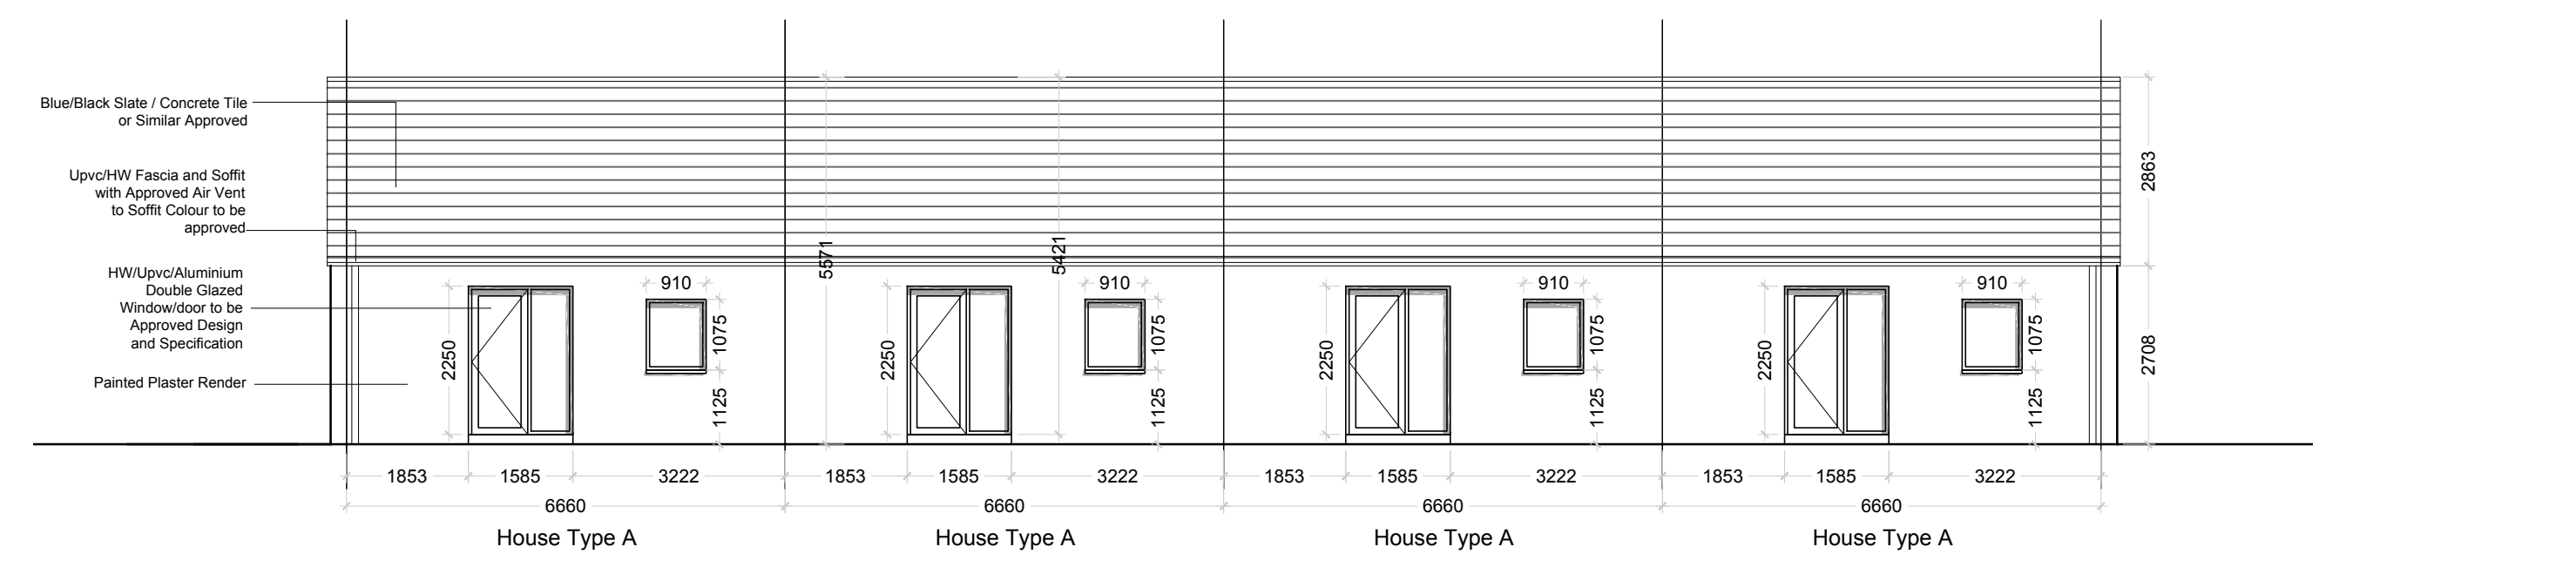 Blue/Black Slate / Concrete Tile
or Similar Approved
Upvc/HW Fascia and Soffit
with Approved Air Vent
to Soffit Colour to be
approved
HW/Upvc/Aluminium
Double Glazed
Window/door to be
Approved Design
and Specification
Painted Plaster Render
5571
5421
2863
2708
2250
910
1075
1125
2250
910
1075
1125
2250
910
1075
1125
2250
910
1075
1125
1853 1585 3222 1853 1585 3222 1853 1585 3222 1853 1585 3222
6660 6660 6660 6660
House Type A House Type A House Type A House Type A